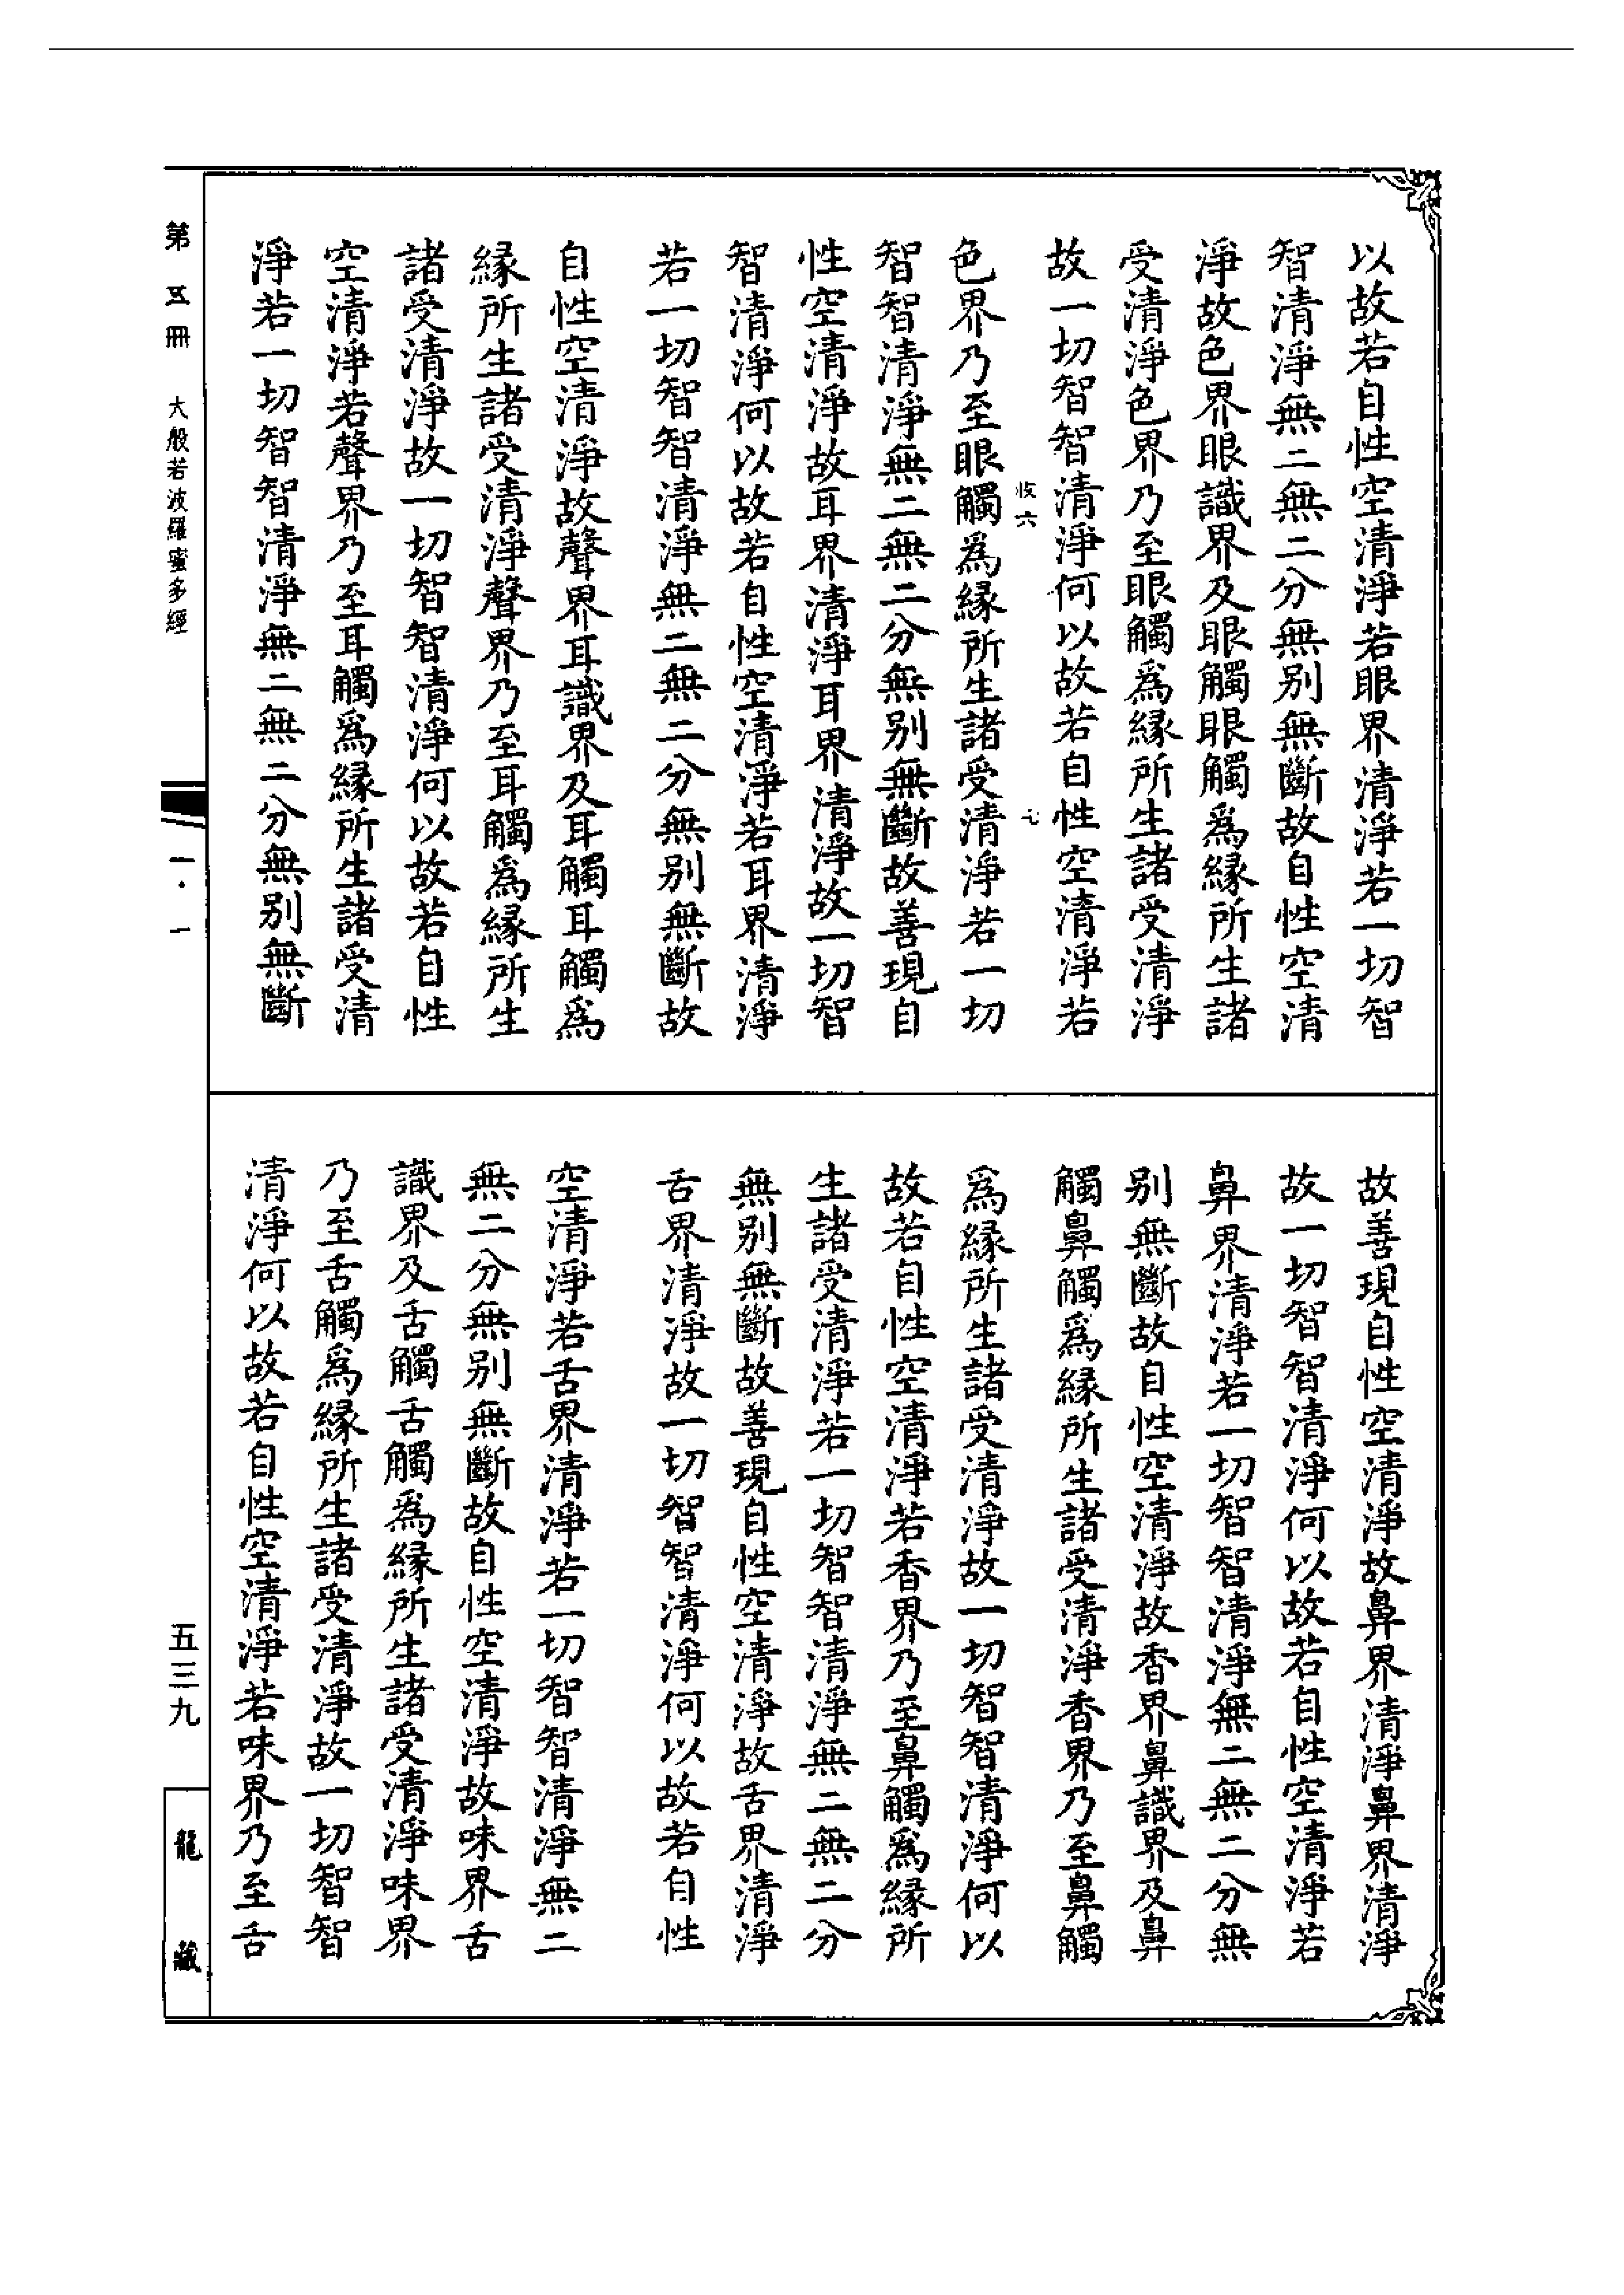 以故若自性空清淨若眼界清淨若一切智
智清淨無二無二分無別無斷故自性空清
淨故色界眼識界及眼觸眼觸爲緣所生諸
受清淨色界乃至眼觸爲緣所生諸受清淨
故一切智智清淨何以故若自性空清淨若
收六
七
色界乃至眼觸爲緣所生諸受清淨若一切
智智清淨無二無二分無別無斷故善現自
性空清淨故耳界清淨耳界清淨故一切智
智清淨何以故若自性空清淨若耳界清淨
若一切智智清淨無二無二分無別無斷故
自性空清淨故聲界耳識界及耳觸耳觸爲
緣所生諸受清淨聲界乃至耳觸爲緣所生
諸受清淨故一切智智清淨何以故若自性
空清淨若聲界乃至耳觸爲緣所生諸受清
淨若一切智智清淨無二無二分無別無斷
故善現自性空清淨故鼻界清淨鼻界清淨
故一切智智清淨何以故若自性空清淨若
鼻界清淨若一切智智清淨無二無二分無
別無斷故自性空清淨故香界鼻識界及鼻
觸鼻觸爲緣所生諸受清淨香界乃至鼻觸
爲緣所生諸受清淨故一切智智清淨何以
故若自性空清淨若香界乃至鼻觸爲緣所
生諸受清淨若一切智智清淨無二無二分
無別無斷故善現自性空清淨故舌界清淨
舌界清淨故一切智智清淨何以故若自性
空清淨若舌界清淨若一切智智清淨無二
無二分無別無斷故自性空清淨故味界舌
識界及舌觸舌觸爲緣所生諸受清淨味界
乃至舌觸爲緣所生諸受清淨故一切智智
清淨何以故若自性空清淨若味界乃至舌
第五冊 大般若波羅蜜多經
一·一
五三九
龍藏